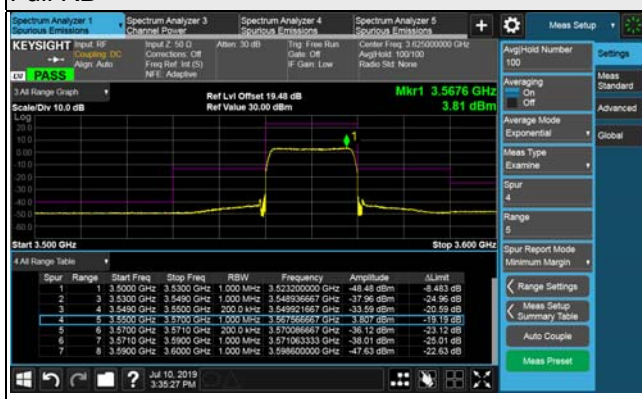 Spectrum Analyzer 1
Spurious Emissions
Spectrum Analyzer 3
Channel Power
Spectrum Analyzer 4
Spurious Emissions
Spectrum Analyzer 5
Spurious Emissions
+
Meas Setup
KEYSIGHT
Input: RF
Coupling: DC
Align: Auto
Input Z: 50 Ω
Corrections: Off
Freq Ref: Int (S)
NFE: Adaptive
Atten: 30 dB
Trig: Free Run
Gate: Off
IF Gain: Low
Center Freq: 3.625000000 GHz
Avg|Hold: 100/100
Radio Std: None
LXI PASS
3 All Range Graph
Ref Lvl Offset 19.48 dB
Mkr1 3.5676 GHz
Scale/Div 10.0 dB
Ref Value 30.00 dBm
3.81 dBm
Log
20.0
10.0
0.00
-10.0
-20.0
-30.0
-40.0
-50.0
-60.0
1
Start 3.500 GHz
Stop 3.600 GHz
4 All Range Table
Spur Range Start Freq Stop Freq RBW Frequency Amplitude ΔLimit
1 1 3.5000 GHz 3.5300 GHz 1.000 MHz 3.523200000 GHz -48.48 dBm -8.483 dB
2 3 3.5300 GHz 3.5490 GHz 1.000 MHz 3.548936667 GHz -37.96 dBm -24.96 dB
3 4 3.5490 GHz 3.5500 GHz 200.0 kHz 3.549921667 GHz -33.59 dBm -20.59 dB
4 5 3.5500 GHz 3.5700 GHz 1.000 MHz 3.567566667 GHz 3.807 dBm -19.19 dB
5 6 3.5700 GHz 3.5710 GHz 200.0 kHz 3.570086667 GHz -36.12 dBm -23.12 dB
6 7 3.5710 GHz 3.5900 GHz 1.000 MHz 3.571063333 GHz -38.01 dBm -25.01 dB
7 8 3.5900 GHz 3.6000 GHz 1.000 MHz 3.598600000 GHz -47.63 dBm -22.63 dB
Avg|Hold Number
100
Averaging
On
Off
Average Mode
Exponential
Meas Type
Examine
Spur
4
Range
5
Spur Report Mode
Minimum Margin
Range Settings
Meas Setup
Summary Table
Auto Couple
Meas Preset
Settings
Meas
Standard
Advanced
Global
?
Jul 10, 2019
3:35:27 PM